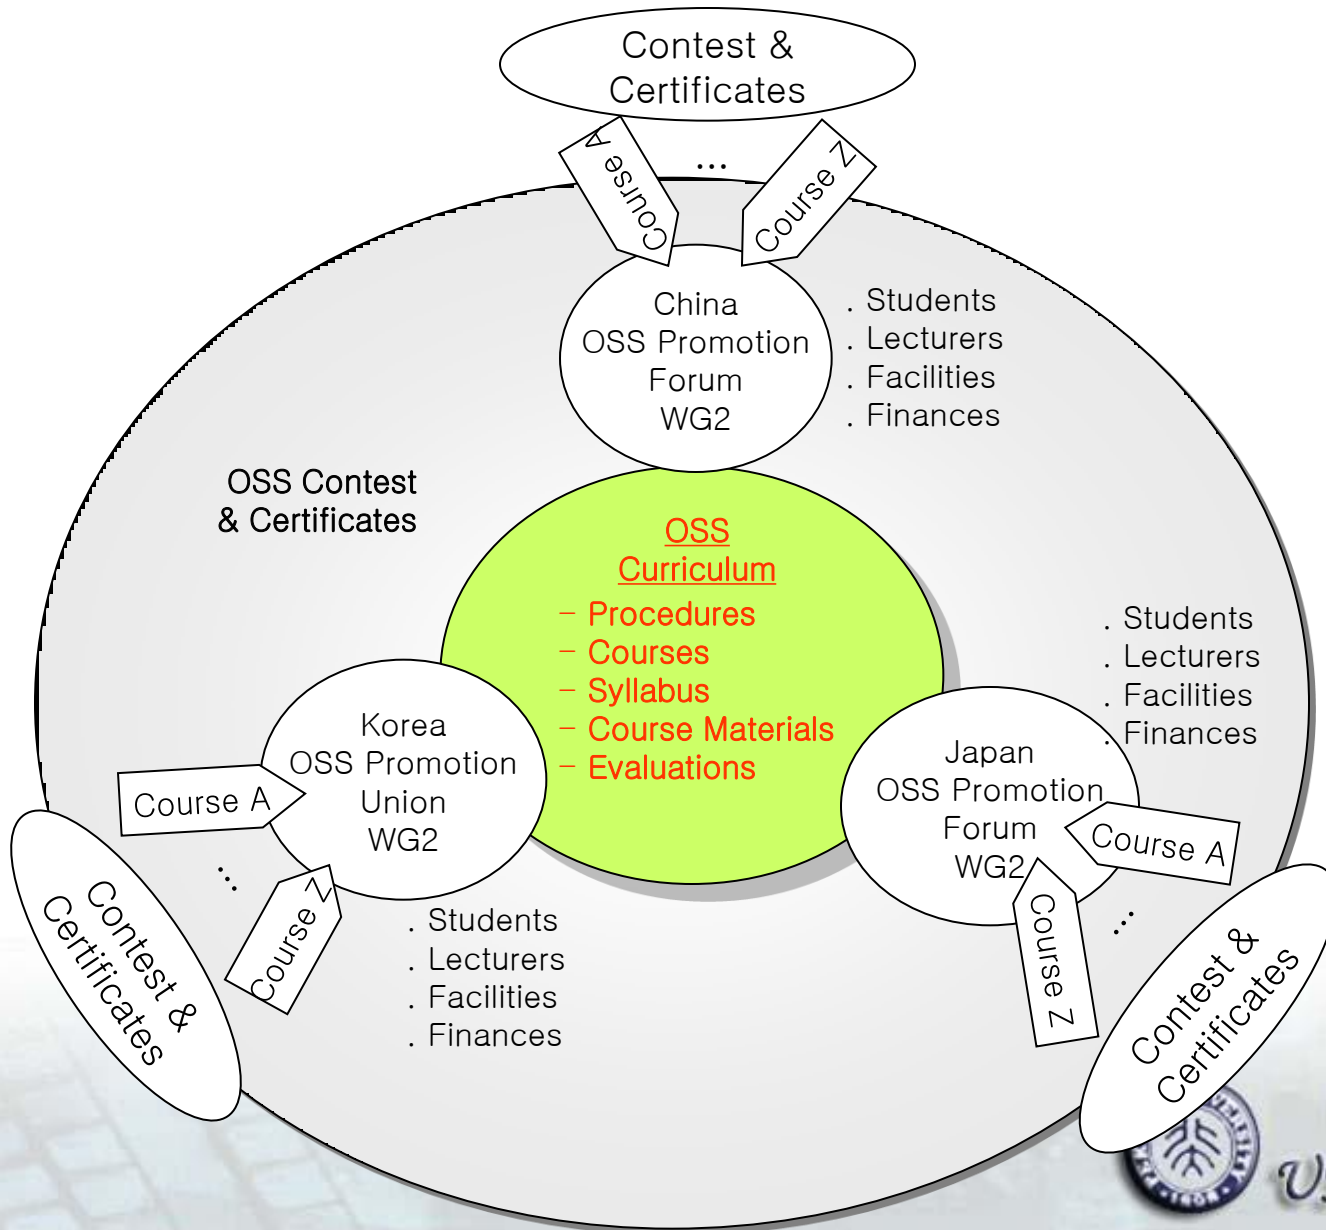 Contest &
Certificates
Course A
...
Course Z
China
OSS Promotion
Forum
WG2
. Students
. Lecturers
. Facilities
. Finances
OSS Contest
& Certificates
OSS
Curriculum
- Procedures
- Courses
- Syllabus
- Course Materials
- Evaluations
Korea
OSS Promotion
Union
WG2
Course A
...
Course Z
Contest &
Certificates
. Students
. Lecturers
. Facilities
. Finances
. Students
. Lecturers
. Facilities
. Finances
Japan
OSS Promotion
Forum
WG2
Course A
...
Course Z
Contest &
Certificates